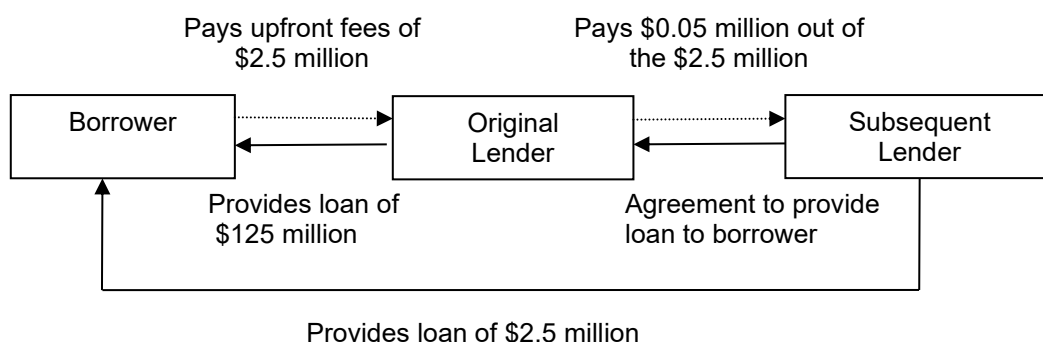 Pays upfront fees of
$2.5 million
Pays $0.05 million out of
the $2.5 million
Borrower
Original
Lender
Subsequent
Lender
Provides loan of
$125 million
Agreement to provide
loan to borrower
Provides loan of $2.5 million